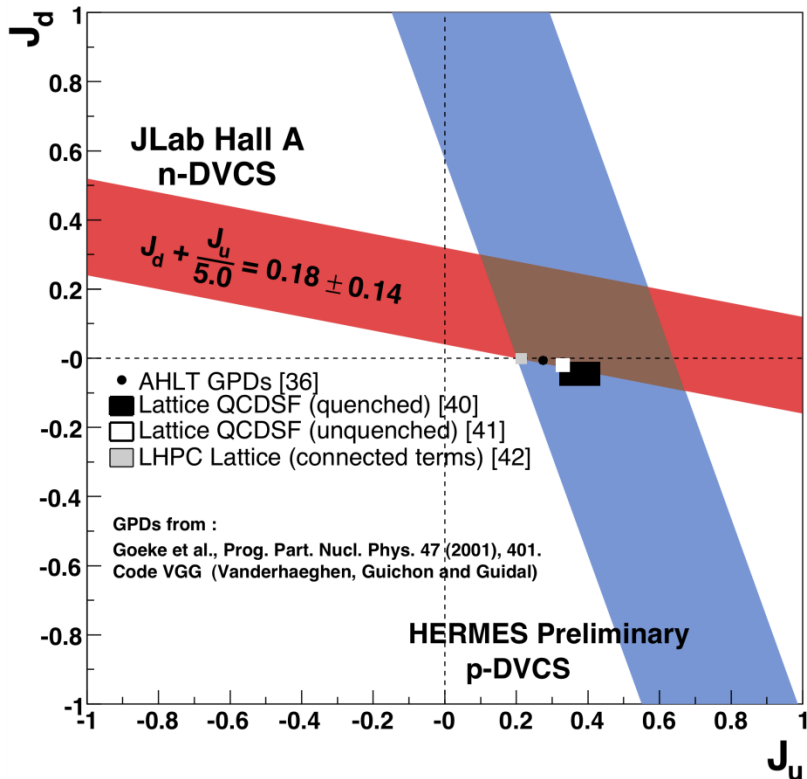 J_d
1
0.8
0.6
0.4
0.2
-0
-0.2
-0.4
-0.6
-0.8
-1
JLab Hall A
n-DVCS
J_d + J_u/5.0 = 0.18 ± 0.14
AHLT GPDs [36]
Lattice QCDSF (quenched) [40]
Lattice QCDSF (unquenched) [41]
LHPC Lattice (connected terms) [42]
GPDs from :
Goeke et al., Prog. Part. Nucl. Phys. 47 (2001), 401.
Code VGG (Vanderhaeghen, Guichon and Guidal)
HERMES Preliminary
p-DVCS
-1 -0.8 -0.6 -0.4 -0.2 -0 0.2 0.4 0.6 0.8 1
J_u